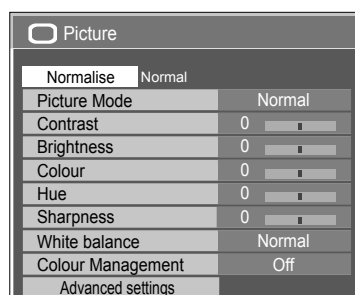 Picture
Normalise Normal
Picture Mode Normal
Contrast 0
Brightness 0
Colour 0
Hue 0
Sharpness 0
White balance Normal
Colour Management Off
Advanced settings